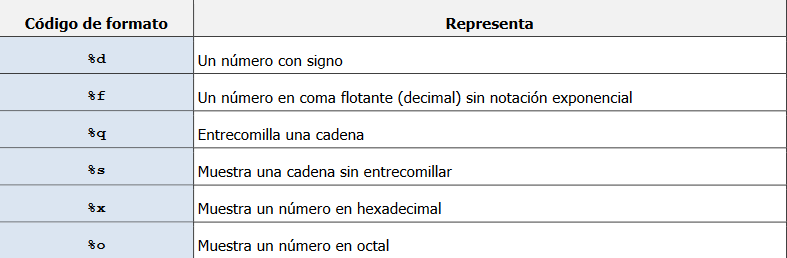 Código de formato Representa
%d Un número con signo
%f Un número en coma flotante (decimal) sin notación exponencial
%q Entrecomilla una cadena
%s Muestra una cadena sin entrecomillar
%x Muestra un número en hexadecimal
%o Muestra un número en octal